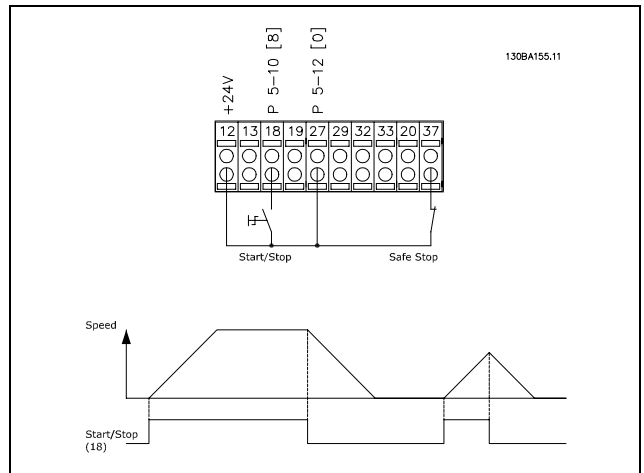 130BA155.11
+24V
P 5-10 [8]
P 5-12 [0]
12 13 18 19 27 29 32 33 20 37
Start/Stop
Safe Stop
Speed
Start/Stop
(18)